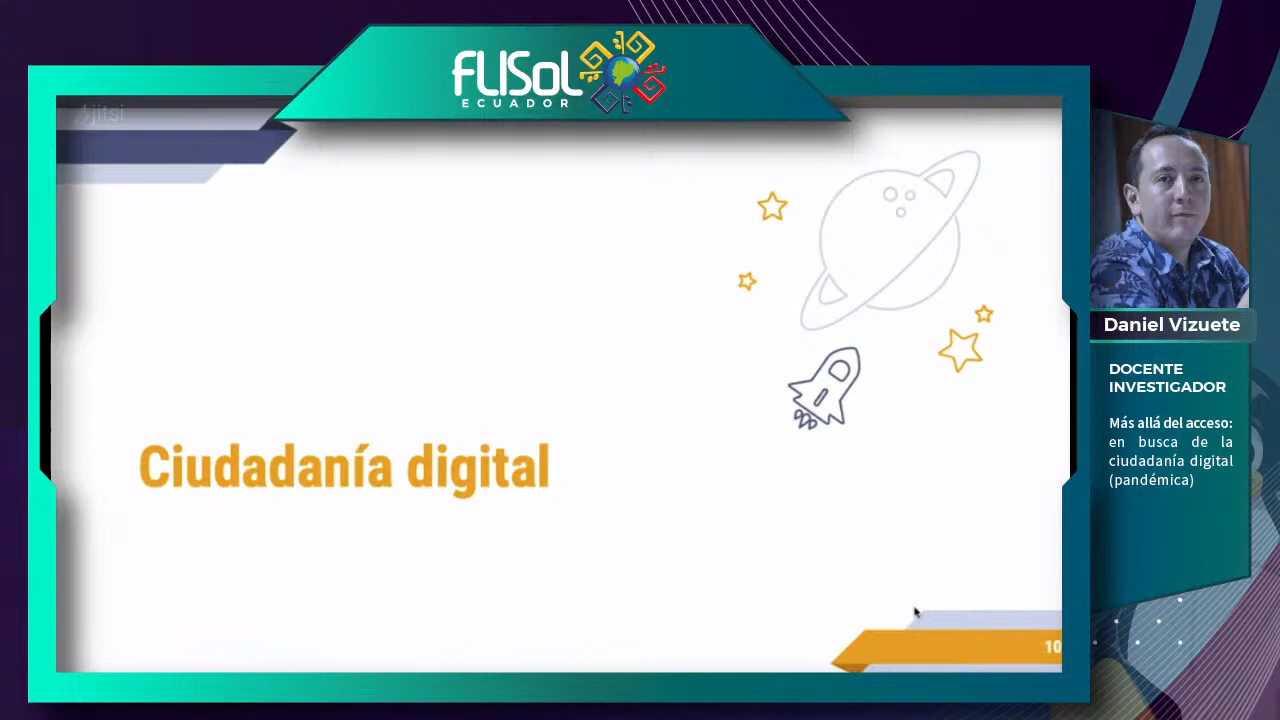 FLISol
ECUADOR
jitsi
Ciudadanía digital
10
Daniel Vizuete
DOCENTE
INVESTIGADOR
Más allá del acceso:
en busca de la
ciudadanía digital
(pandémica)